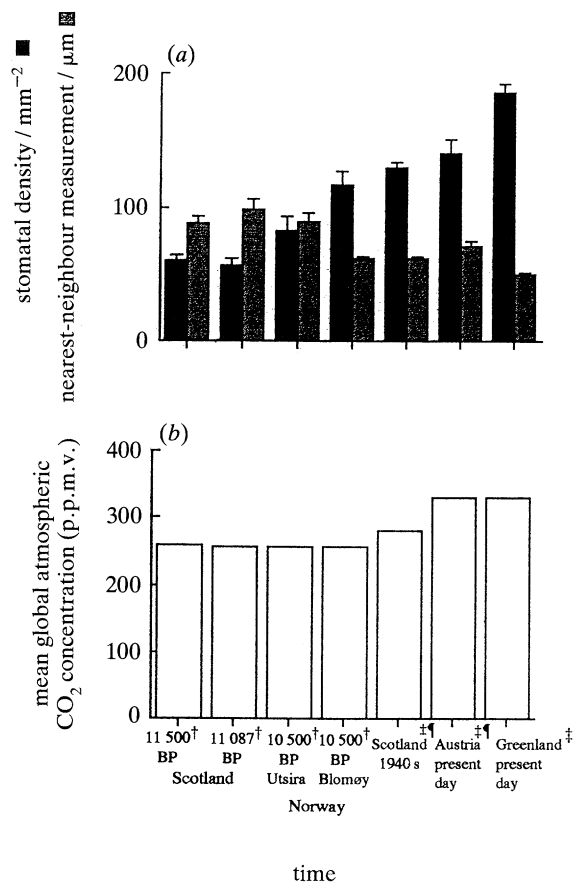 stomatal density / mm⁻² ■
nearest-neighbour measurement / µm
(a)
200
100
0
mean global atmospheric
CO₂ concentration (p.p.m.v.)
(b)
400
300
200
100
0
11 500† 11 087† 10 500† 10 500† Scotland‡¶ Austria‡¶ Greenland‡
BP BP BP BP 1940 s present present
Scotland Utsira Blomøy day day
Norway
time